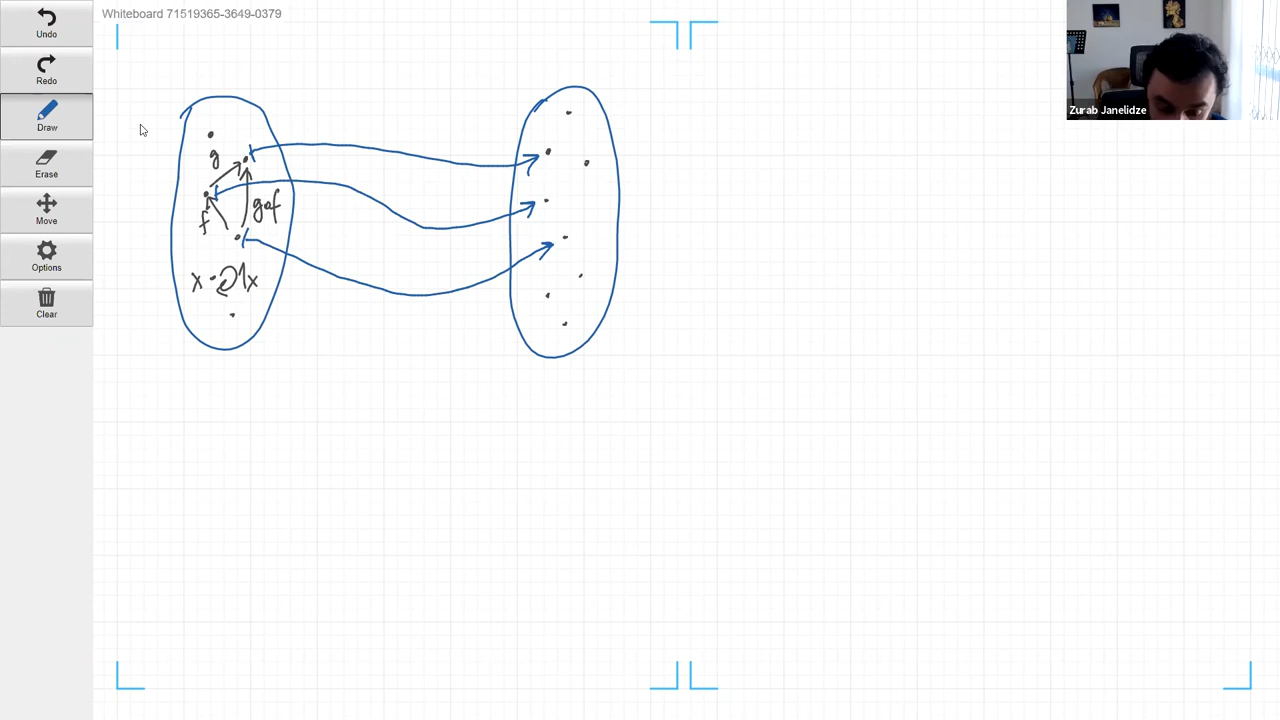 Whiteboard 71519365-3649-0379
Undo
Redo
Draw
Erase
Move
Options
Clear
Zurab Janelidze
g
f
g∘f
x
1x